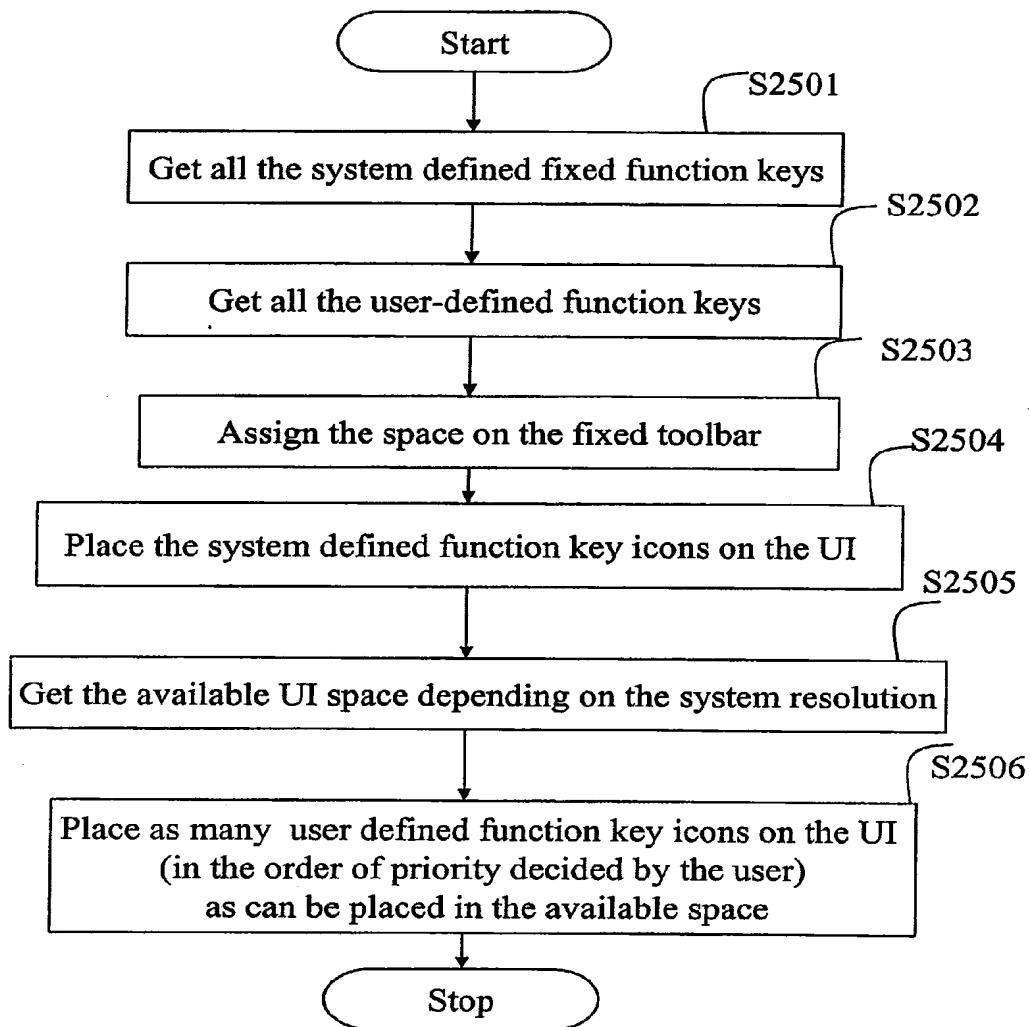 Start
S2501
Get all the system defined fixed function keys
S2502
Get all the user-defined function keys
S2503
Assign the space on the fixed toolbar
S2504
Place the system defined function key icons on the UI
S2505
Get the available UI space depending on the system resolution
S2506
Place as many user defined function key icons on the UI
(in the order of priority decided by the user)
as can be placed in the available space
Stop